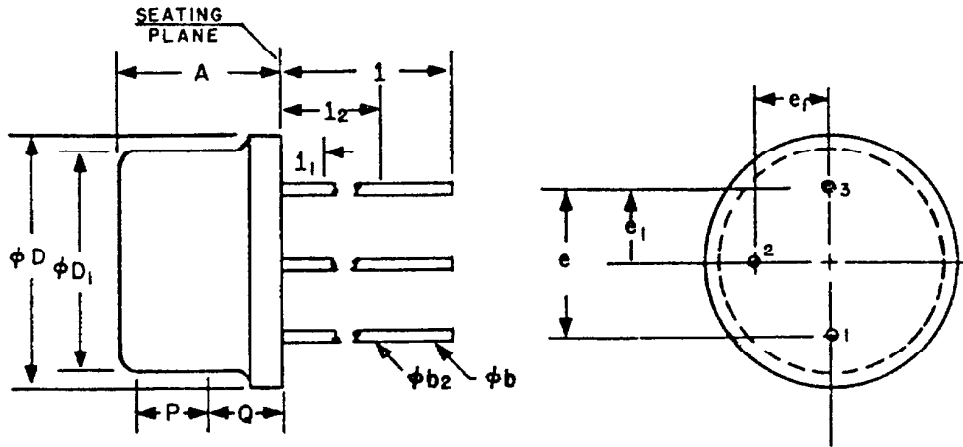 SEATING
PLANE
A
1
1₂
1₁
ϕD
ϕD₁
P
Q
ϕb₂
ϕb
e₁
e
e₁
3
2
1